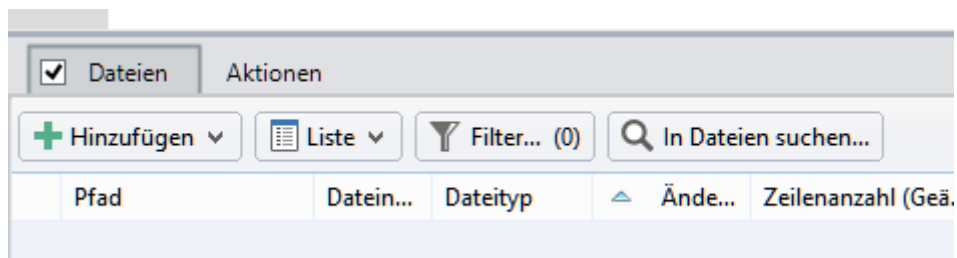 Dateien Aktionen
Hinzufügen Liste Filter... (0) In Dateien suchen...
Pfad Datein... Dateityp Ände... Zeilenanzahl (Geä.